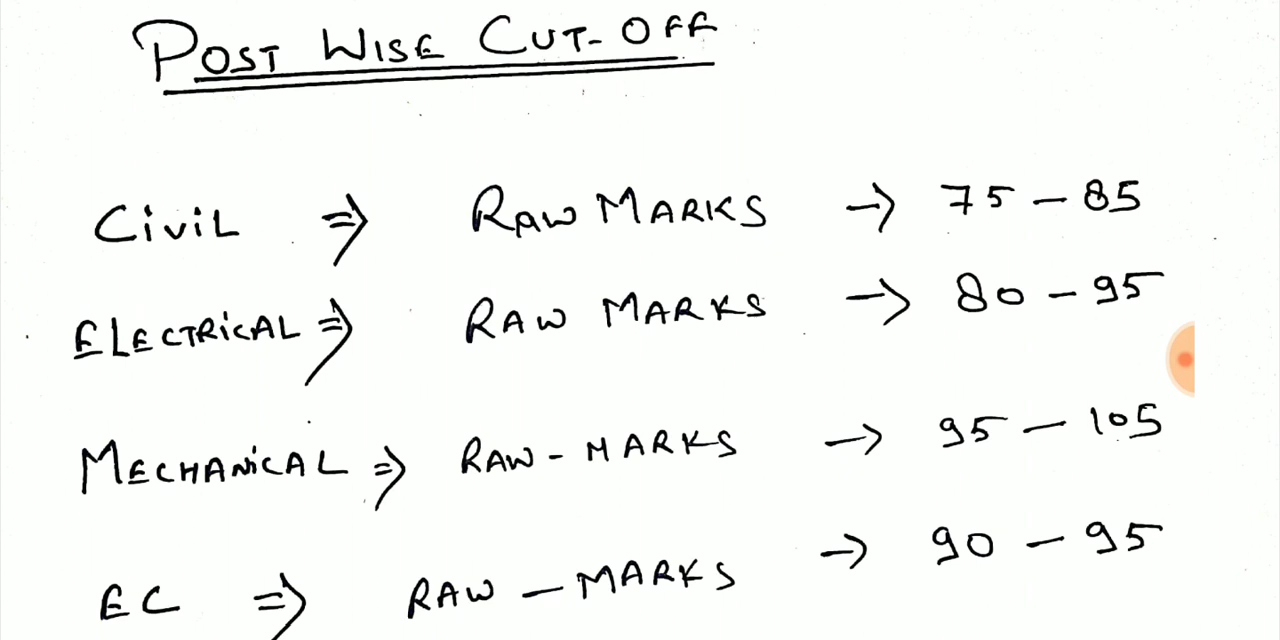 POST WISE CUT-OFF
CiViL ⇒ RAW MARKS → 75 - 85
ELECTRiCAL ⇒ RAW MARKS → 80 - 95
MECHANiCAL ⇒ RAW - MARKS → 95 - 105
EC ⇒ RAW - MARKS → 90 - 95